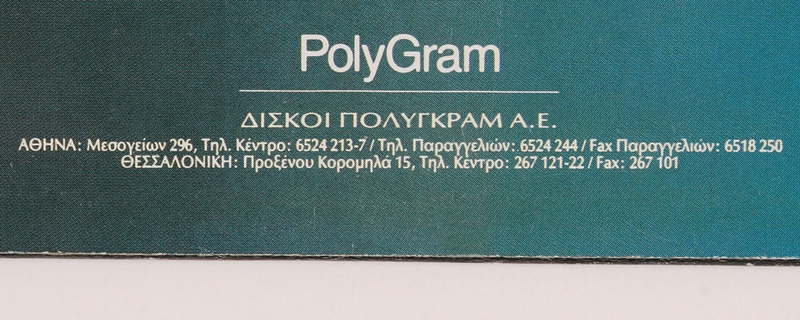 PolyGram
ΔΙΣΚΟΙ ΠΟΛΥΓΚΡΑΜ Α.Ε.
ΑΘΗΝΑ: Μεσογείων 296, Τηλ. Κέντρο: 6524 213-7 / Τηλ. Παραγγελιών: 6524 244 / Fax Παραγγελιών: 6518 250
ΘΕΣΣΑΛΟΝΙΚΗ: Προξένου Κορομηλά 15, Τηλ. Κέντρο: 267 121-22 / Fax: 267 101